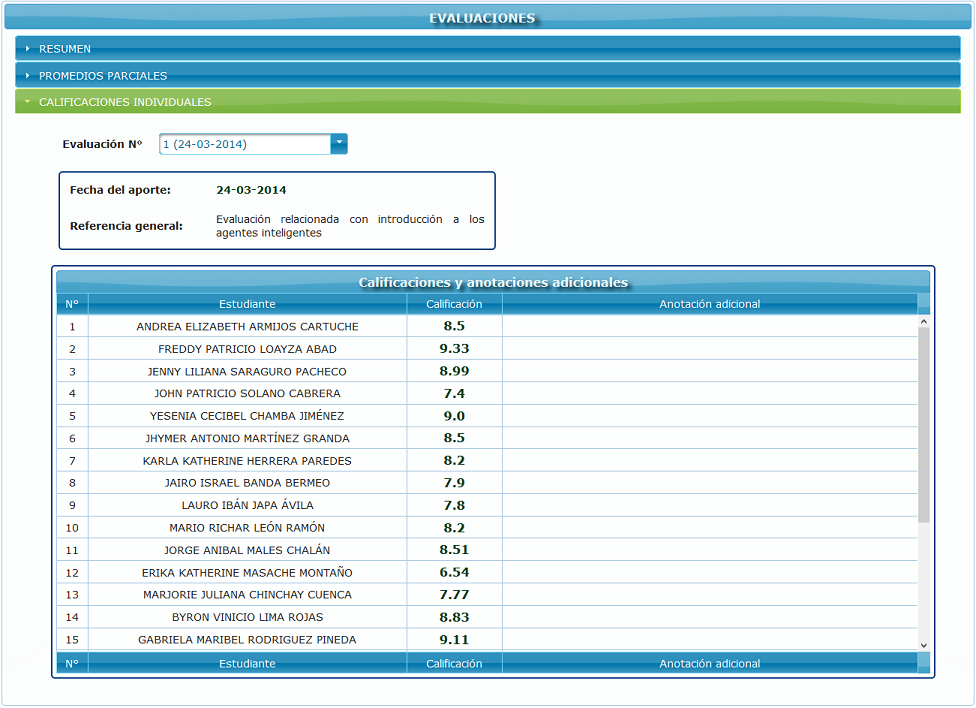 EVALUACIONES
RESUMEN
PROMEDIOS PARCIALES
CALIFICACIONES INDIVIDUALES
Evaluación Nº 1 (24-03-2014)
Fecha del aporte: 24-03-2014
Referencia general: Evaluación relacionada con introducción a los
agentes inteligentes
Calificaciones y anotaciones adicionales
Nº Estudiante Calificación Anotación adicional
1 ANDREA ELIZABETH ARMIJOS CARTUCHE 8.5
2 FREDDY PATRICIO LOAYZA ABAD 9.33
3 JENNY LILIANA SARAGURO PACHECO 8.99
4 JOHN PATRICIO SOLANO CABRERA 7.4
5 YESENIA CECIBEL CHAMBA JIMÉNEZ 9.0
6 JHYMER ANTONIO MARTÍNEZ GRANDA 8.5
7 KARLA KATHERINE HERRERA PAREDES 8.2
8 JAIRO ISRAEL BANDA BERMEO 7.9
9 LAURO IBÁN JAPA ÁVILA 7.8
10 MARIO RICHAR LEÓN RAMÓN 8.2
11 JORGE ANIBAL MALES CHALÁN 8.51
12 ERIKA KATHERINE MASACHE MONTAÑO 6.54
13 MARJORIE JULIANA CHINCHAY CUENCA 7.77
14 BYRON VINICIO LIMA ROJAS 8.83
15 GABRIELA MARIBEL RODRIGUEZ PINEDA 9.11
Nº Estudiante Calificación Anotación adicional